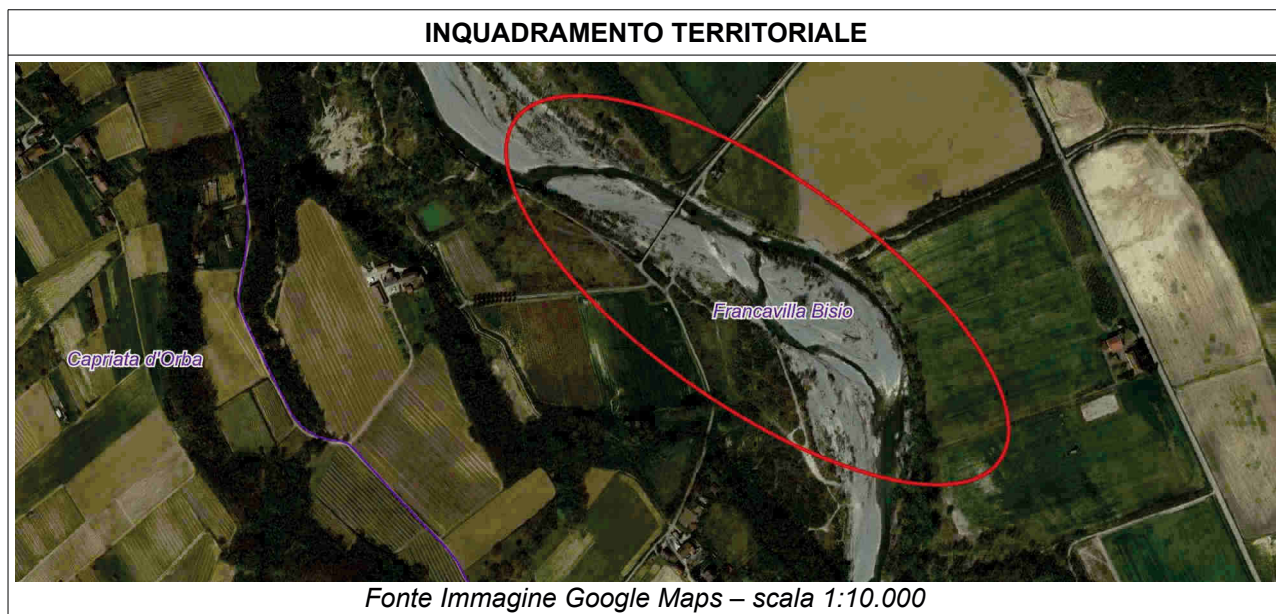 INQUADRAMENTO TERRITORIALE
Francavilla Bisio
Capriata d'Orba
Fonte Immagine Google Maps – scala 1:10.000